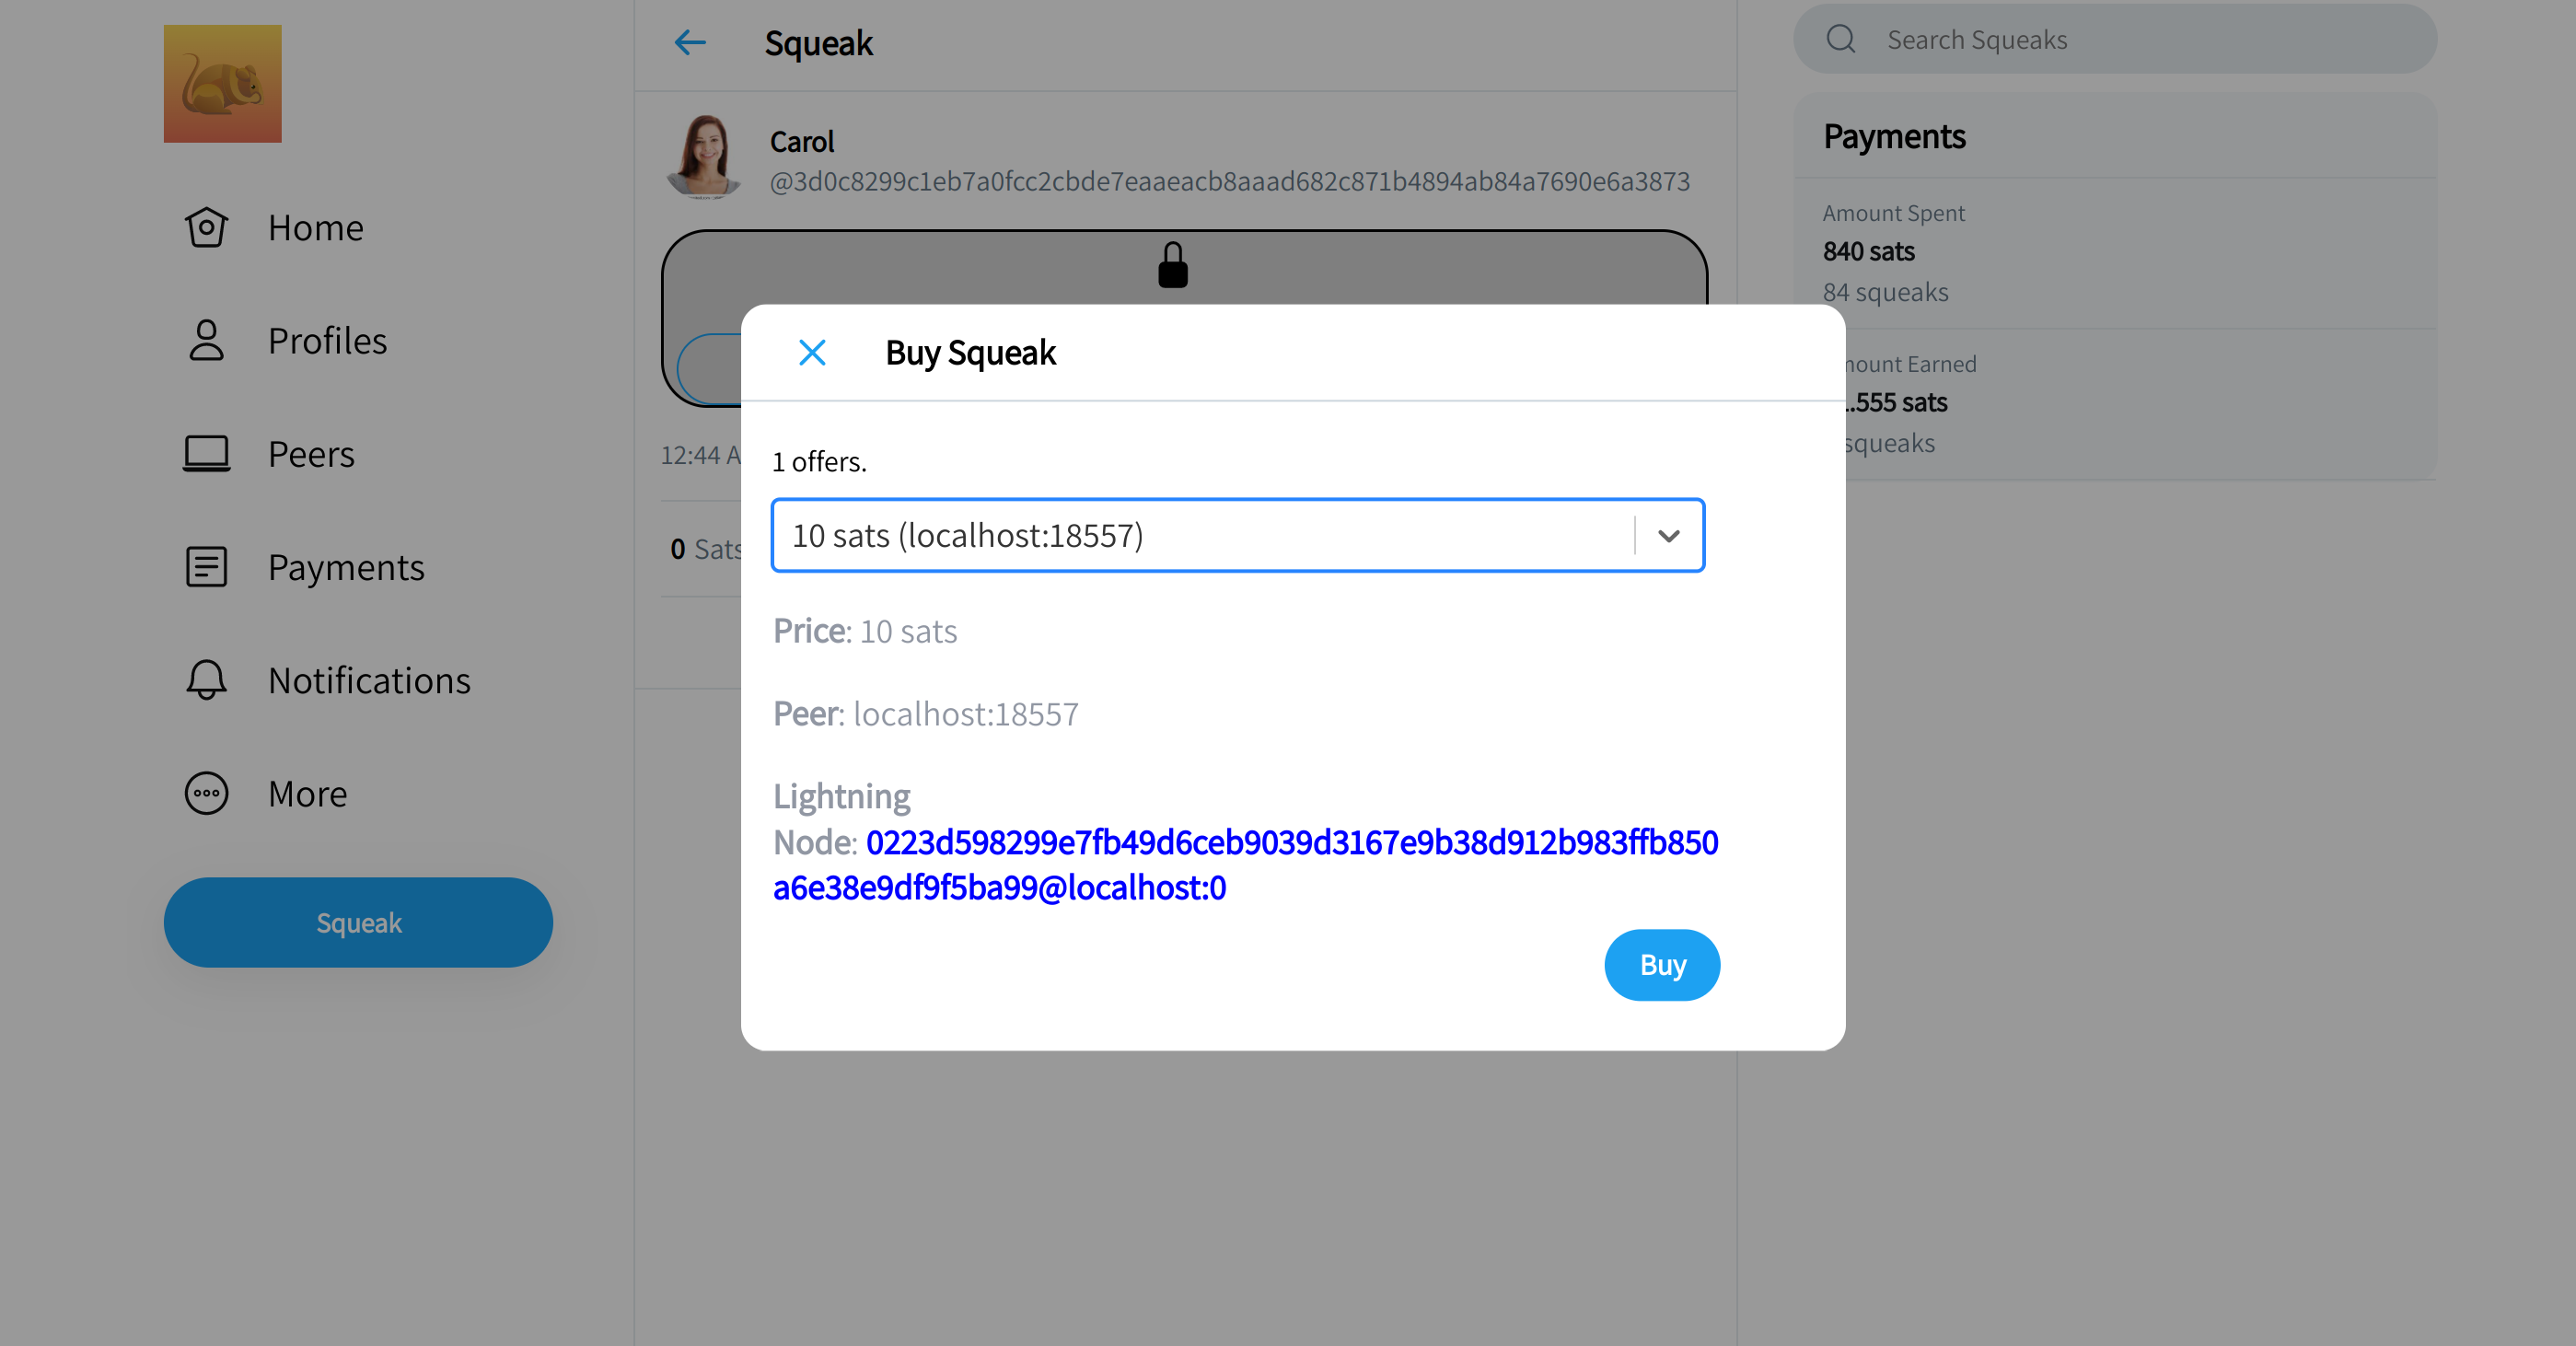 Home
Profiles
Peers
Payments
Notifications
More
Squeak
Squeak
Carol
@3d0c8299c1eb7a0fcc2cbde7eaaeacb8aaad682c871b4894ab84a7690e6a3873
12:44 A
0 Sats
Buy Squeak
1 offers.
10 sats (localhost:18557)
Price: 10 sats
Peer: localhost:18557
Lightning
Node: 0223d598299e7fb49d6ceb9039d3167e9b38d912b983ffb850
a6e38e9df9f5ba99@localhost:0
Buy
Search Squeaks
Payments
Amount Spent
840 sats
84 squeaks
Earned
.555 sats
squeaks